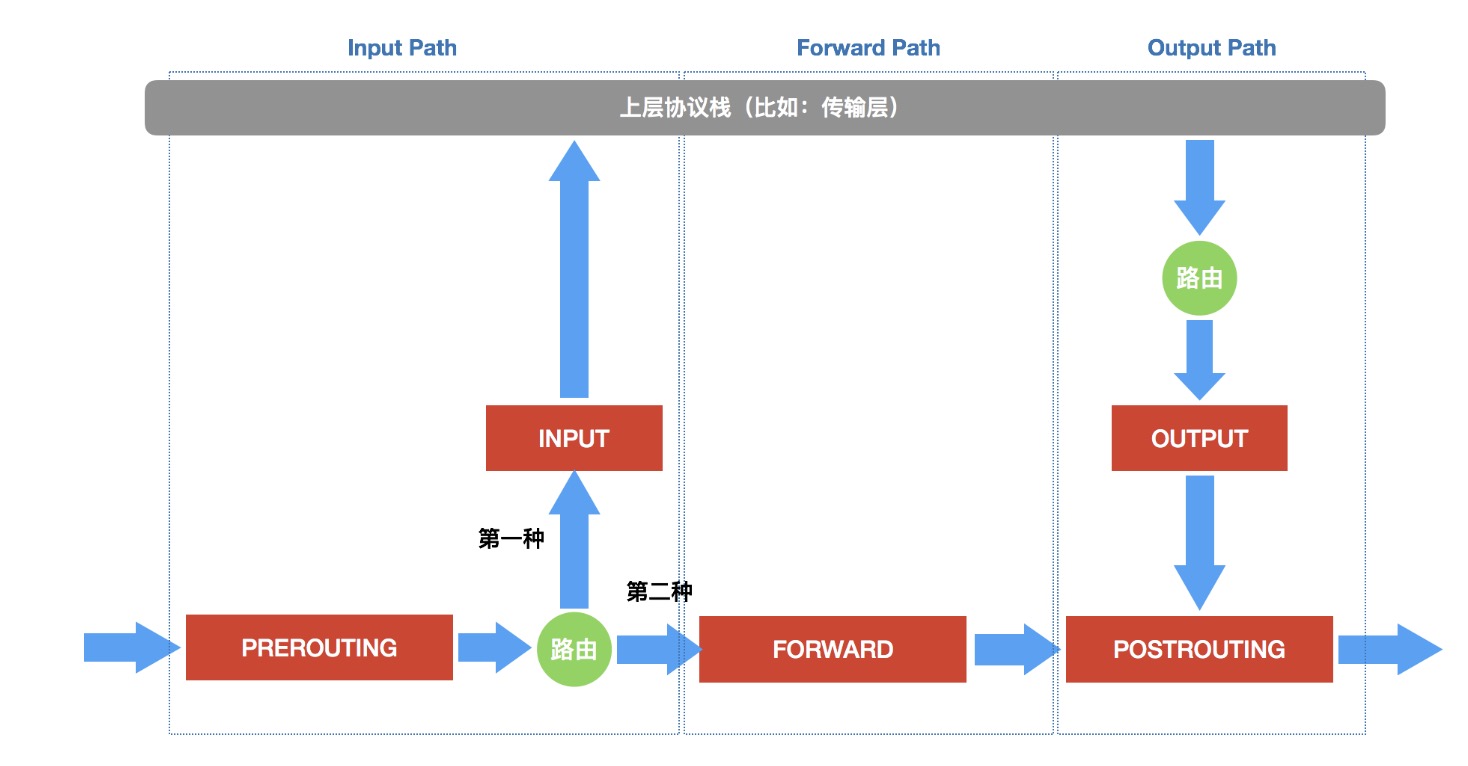 Input Path
Forward Path
Output Path
上层协议栈（比如：传输层）
路由
INPUT
OUTPUT
第一种
第二种
PREROUTING
路由
FORWARD
POSTROUTING